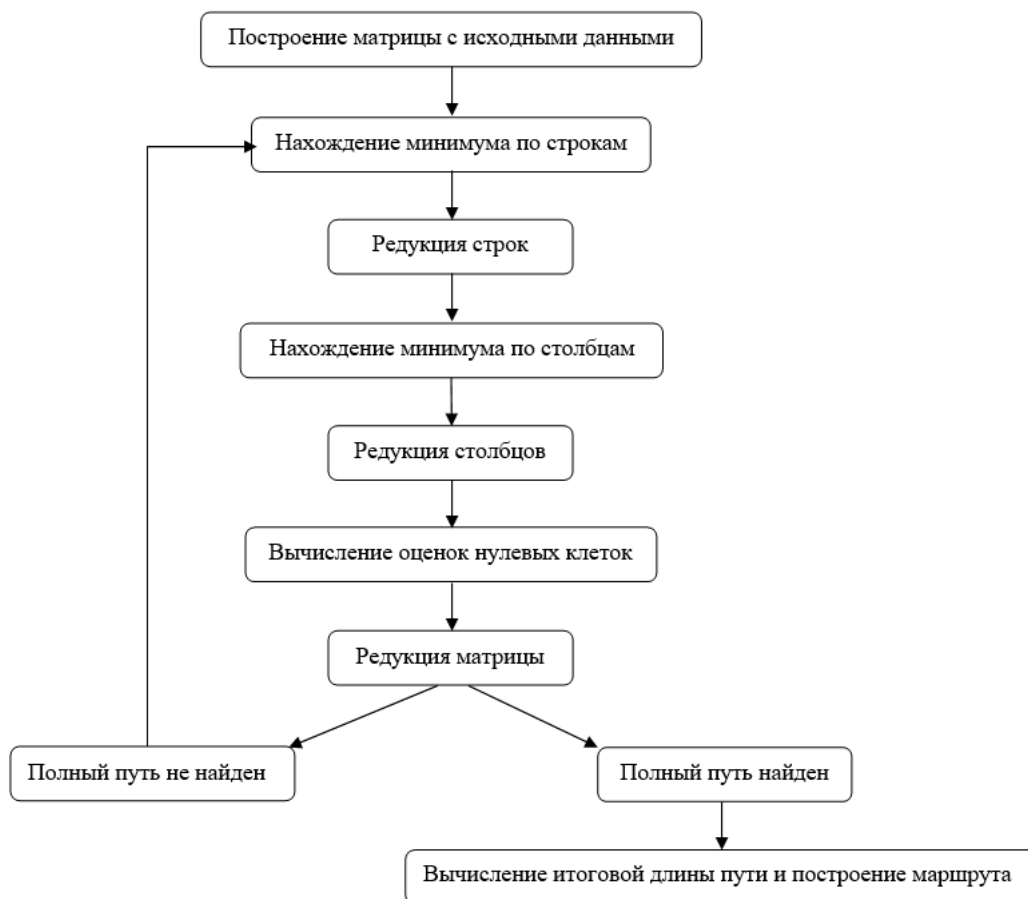 Построение матрицы с исходными данными
Нахождение минимума по строкам
Редукция строк
Нахождение минимума по столбцам
Редукция столбцов
Вычисление оценок нулевых клеток
Редукция матрицы
Полный путь не найден
Полный путь найден
Вычисление итоговой длины пути и построение маршрута